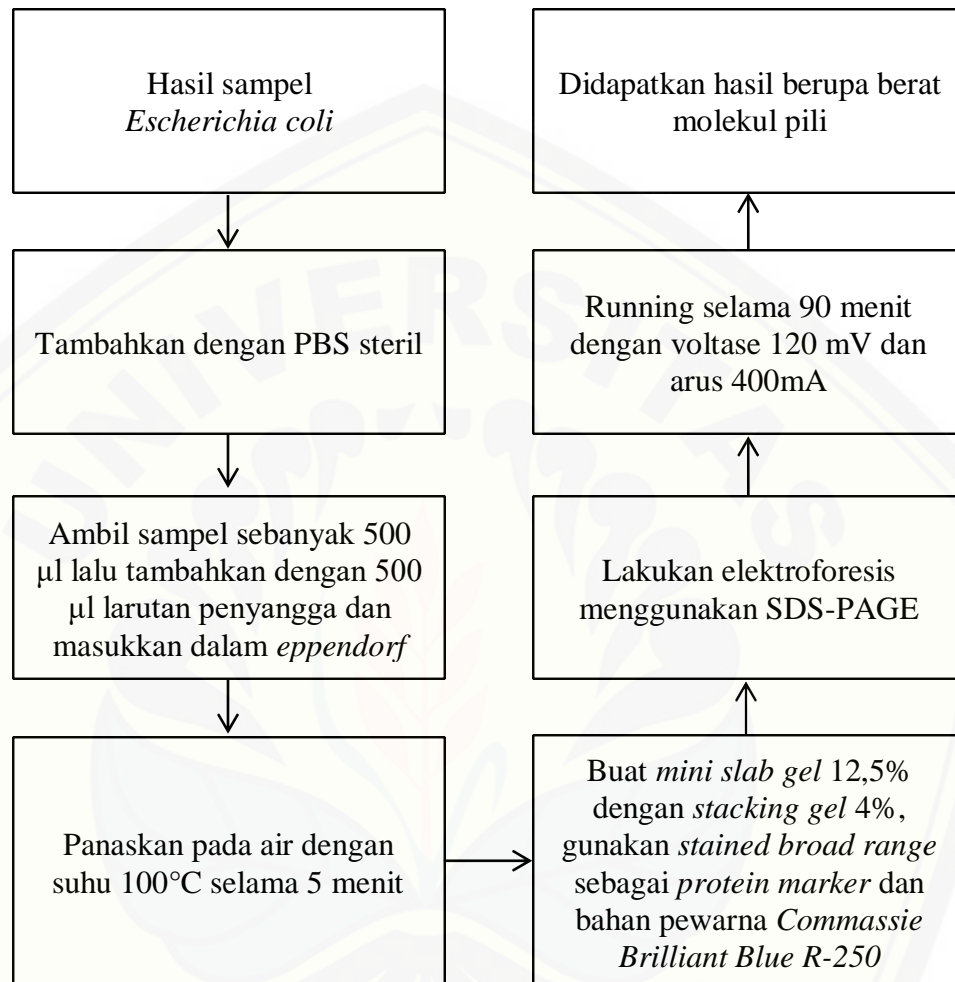 Hasil sampel
Escherichia coli
Tambahkan dengan PBS steril
Ambil sampel sebanyak 500
µl lalu tambahkan dengan 500
µl larutan penyangga dan
masukkan dalam eppendorf
Panaskan pada air dengan
suhu 100°C selama 5 menit
Buat mini slab gel 12,5%
dengan stacking gel 4%,
gunakan stained broad range
sebagai protein marker dan
bahan pewarna Commassie
Brilliant Blue R-250
Lakukan elektroforesis
menggunakan SDS-PAGE
Running selama 90 menit
dengan voltase 120 mV dan
arus 400mA
Didapatkan hasil berupa berat
molekul pili
UNIVERSITAS